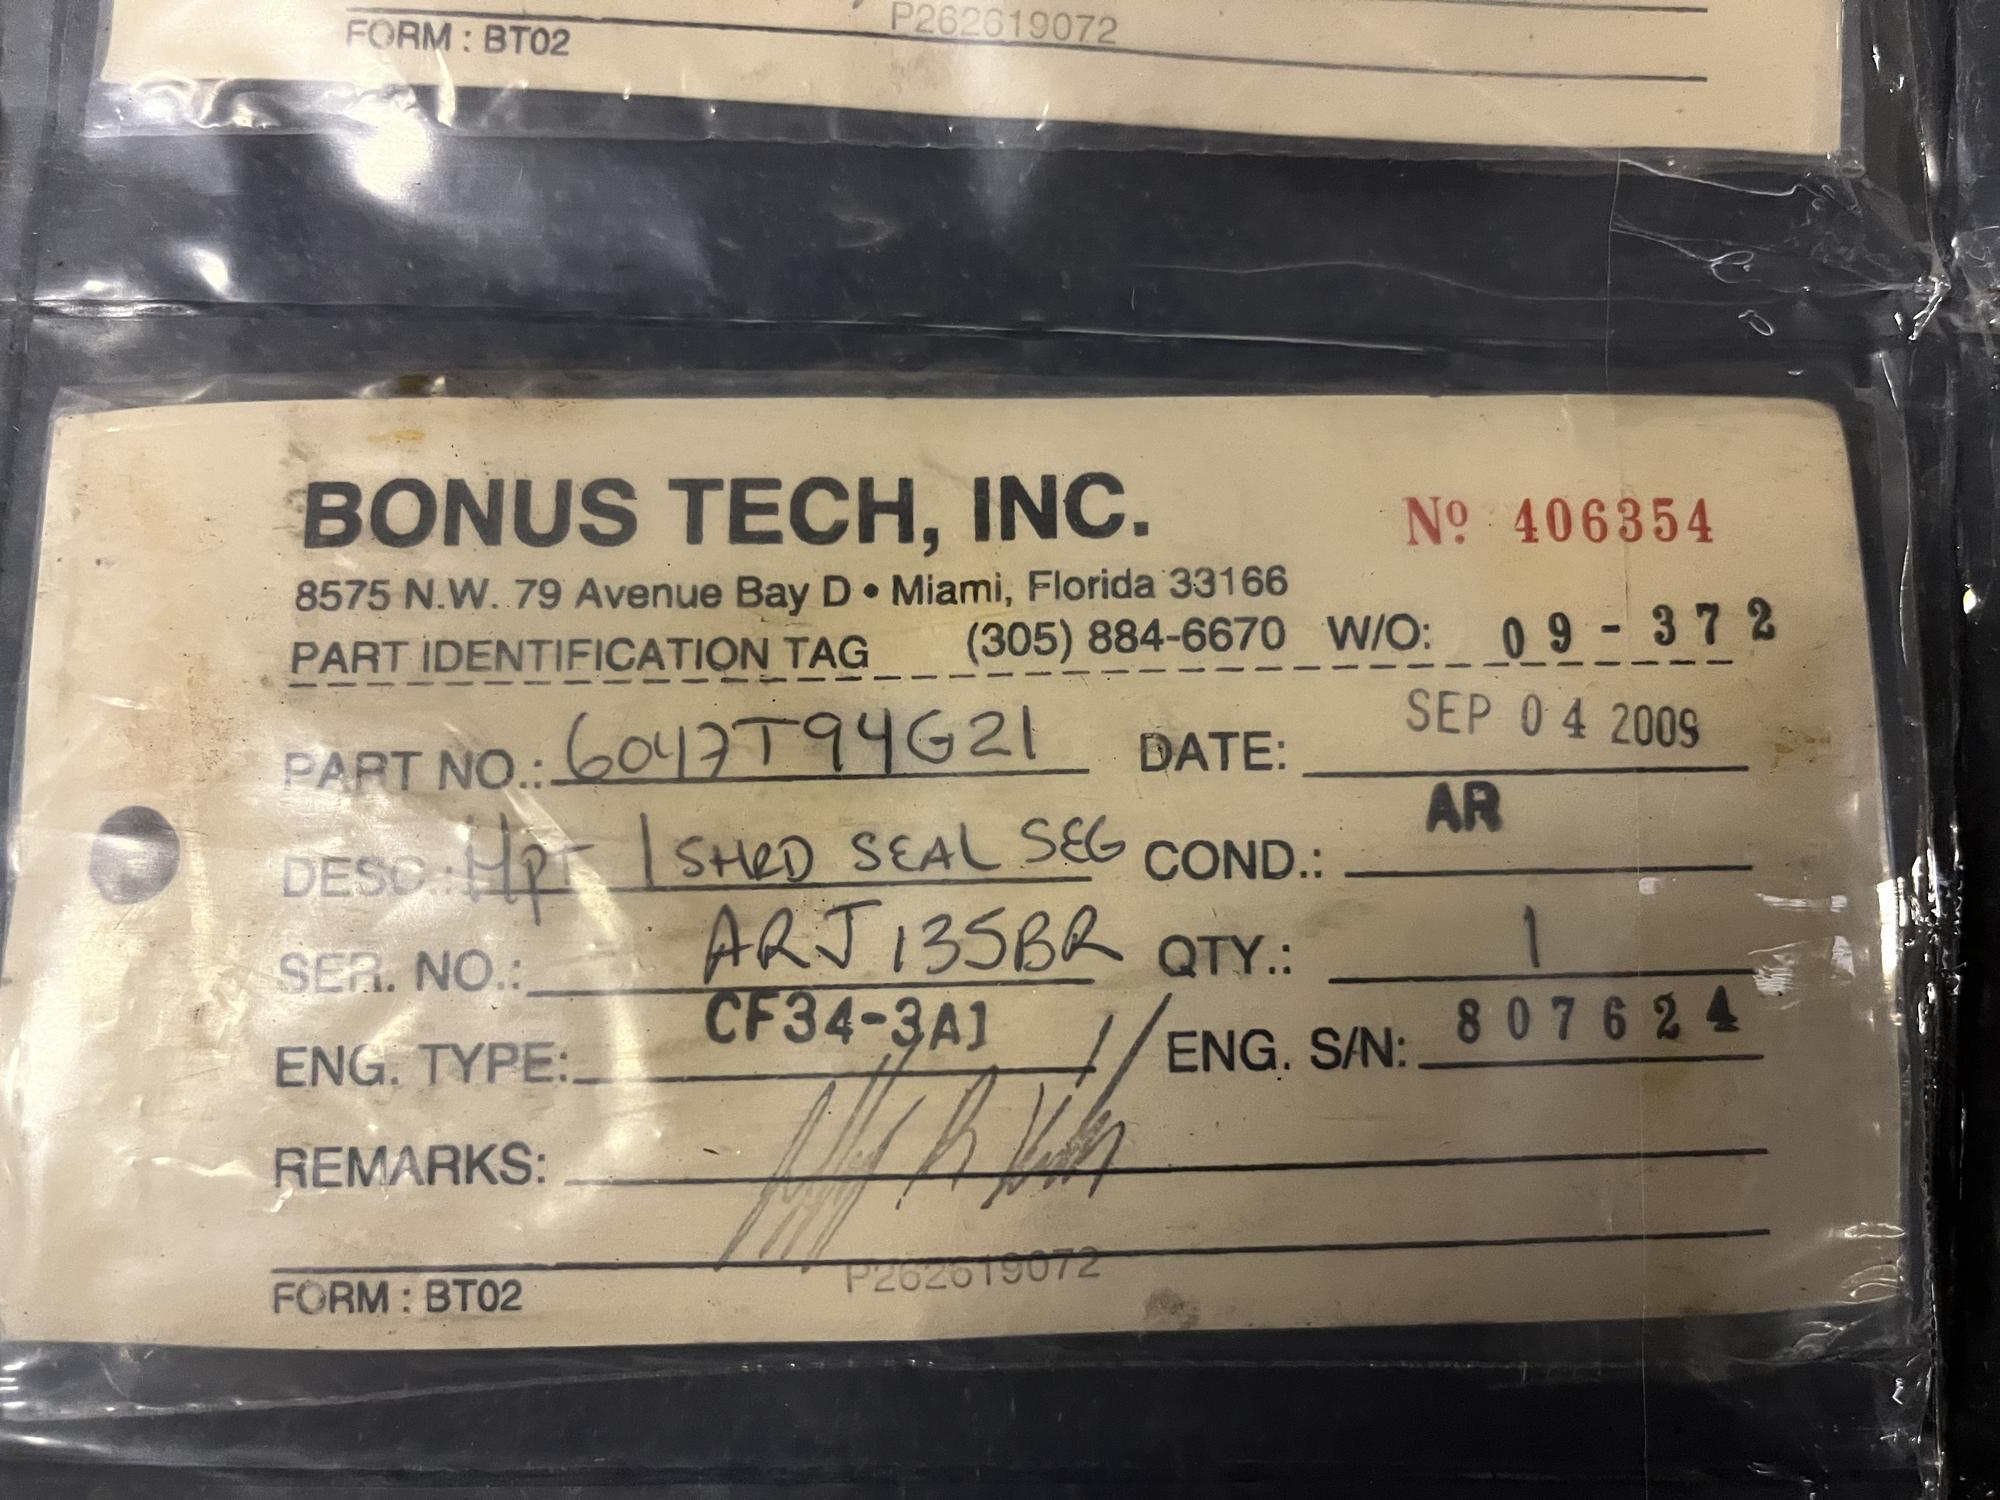 P262619072
FORM : BT02
BONUS TECH, INC.
Nº 406354
8575 N.W. 79 Avenue Bay D • Miami, Florida 33166
PART IDENTIFICATION TAG (305) 884-6670 W/O: 09-372
PART NO.: 6047T94G21 DATE: SEP 04 2009
DESC.: HPT 1 SHRD SEAL SEG COND.: AR
SER. NO.: ARJ135BR QTY.: 1
ENG. TYPE: CF34-3A1 ENG. S/N: 807624
REMARKS:
P262619072
FORM : BT02